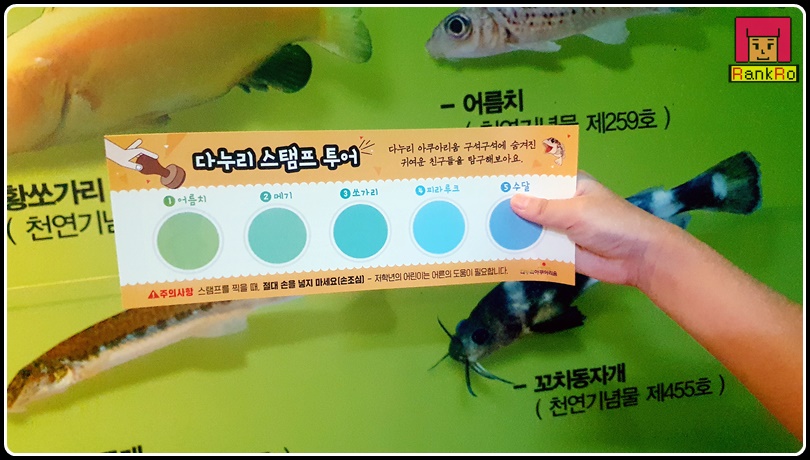 RankRo
어름치
천연기념물 제259호 )
다누리 스탬프 투어
다누리 아쿠아리움 구석구석에 숨겨진
귀여운 친구들을 탐구해보아요.
황쏘가리
( 천연기념
1 어름치
2 메기
3 쏘가리
4 피라루크
5 수달
주의사항 스탬프를 찍을 때, 절대 손을 넣지 마세요(손조심) - 저학년의 어린이는 어른의 도움이 필요합니다.
꼬치동자개
( 천연기념물 제455호 )